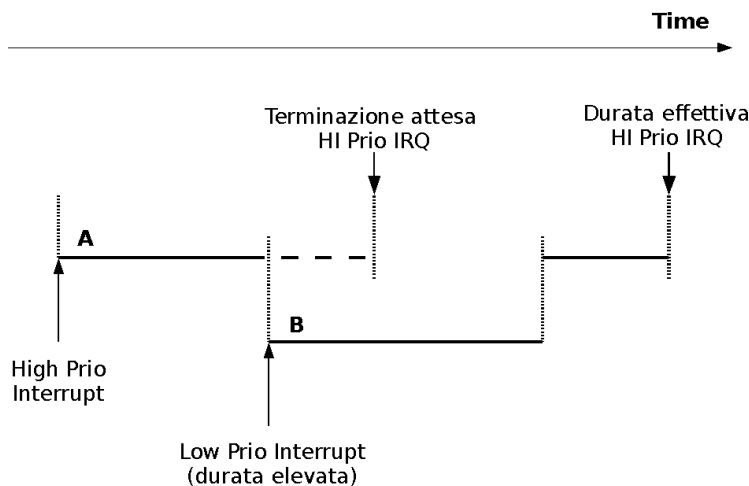 Time
Terminazione attesa
HI Prio IRQ
Durata effettiva
HI Prio IRQ
A
B
High Prio
Interrupt
Low Prio Interrupt
(durata elevata)